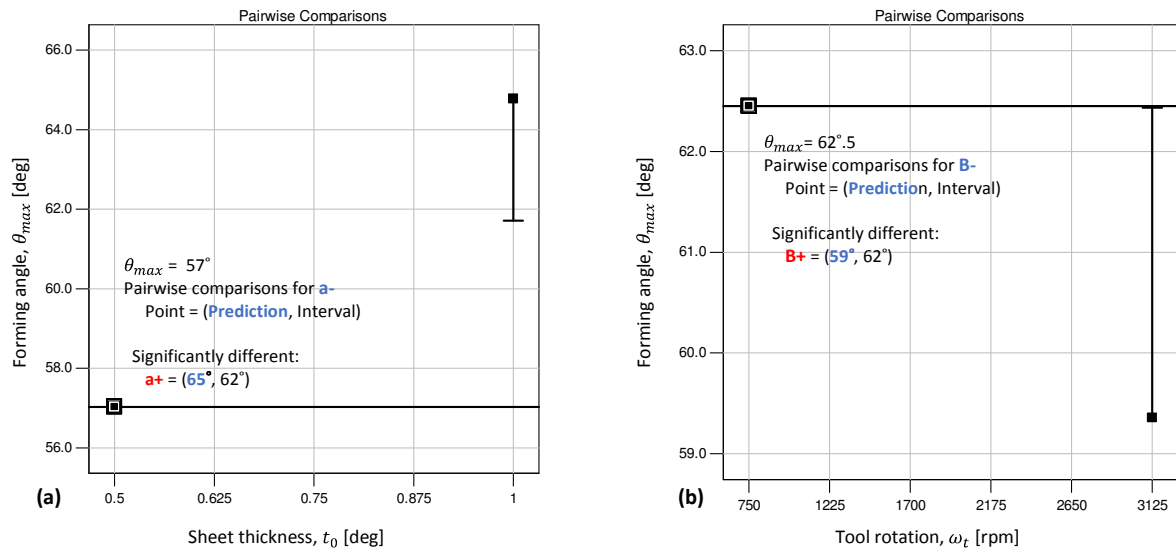 Pairwise Comparisons
66.0
64.0
62.0
60.0
58.0
56.0
Forming angle, θmax [deg]
θmax = 57°
Pairwise comparisons for a-
Point = (Prediction, Interval)
Significantly different:
a+ = (65°, 62°)
(a)
0.5 0.625 0.75 0.875 1
Sheet thickness, t0 [deg]
Pairwise Comparisons
63.0
62.0
61.0
60.0
59.0
Forming angle, θmax [deg]
θmax= 62°.5
Pairwise comparisons for B-
Point = (Prediction, Interval)
Significantly different:
B+ = (59°, 62°)
(b)
750 1225 1700 2175 2650 3125
Tool rotation, ωt [rpm]